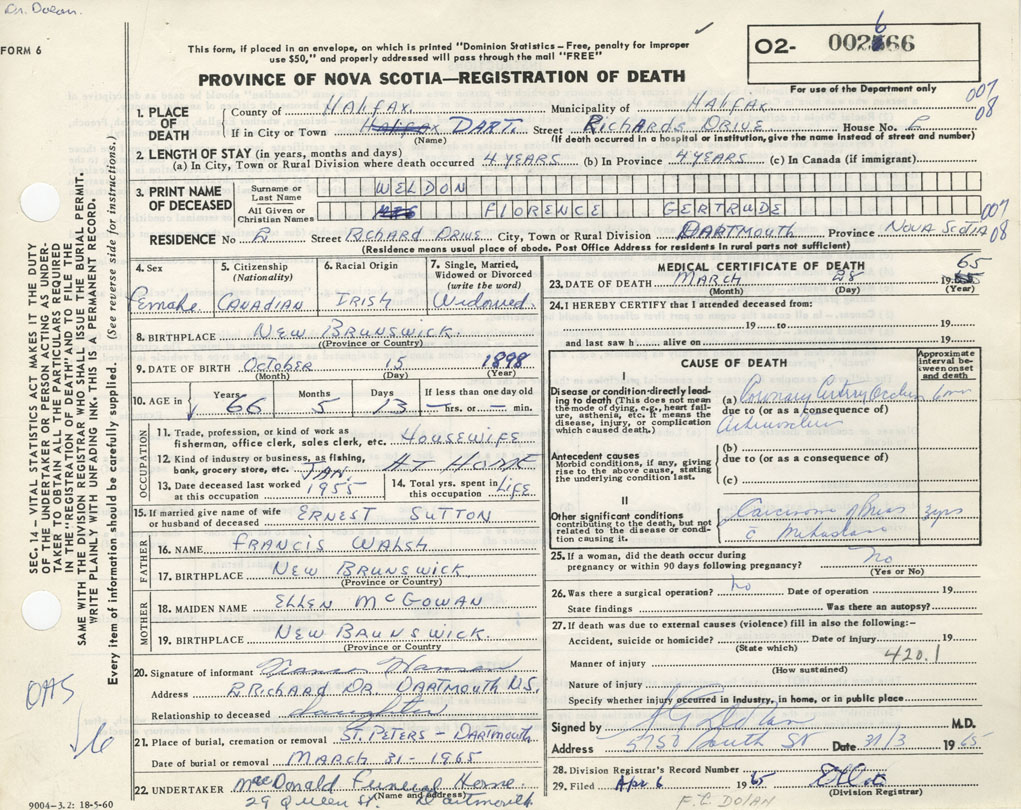 Dr. Dolan.
FORM 6
This form, if placed in an envelope, on which is printed "Dominion Statistics—Free, penalty for improper
use $50," and properly addressed will pass through the mail "FREE"
PROVINCE OF NOVA SCOTIA—REGISTRATION OF DEATH
6
02- 002566
For use of the Department only
007
08
1. PLACE OF DEATH
County of HALIFAX. Municipality of HALIFAX.
If in City or Town Halifax DART. Street RICHARDS DRIVE House No. 2
(Name) (If death occurred in a hospital or institution, give the name instead of street and number)
2. LENGTH OF STAY (in years, months and days)
(a) In City, Town or Rural Division where death occurred 4 YEARS (b) In Province 4 YEARS (c) In Canada (if immigrant)
3. PRINT NAME OF DECEASED
Surname or Last Name WELDON
All Given or Christian Names MRS FLORENCE GERTRUDE
007
08
RESIDENCE No 2 Street RICHARD DRIVE City, Town or Rural Division DARTMOUTH Province NOVA SCOTIA
(Residence means usual place of abode. Post Office Address for residents in rural parts not sufficient)
4. Sex Female.
5. Citizenship (Nationality) CANADIAN
6. Racial Origin IRISH
7. Single, Married, Widowed or Divorced (write the word) Widowed.
8. BIRTHPLACE NEW BRUNSWICK.
(Province or Country)
9. DATE OF BIRTH OCTOBER 15 1898
(Month) (Day) (Year)
10. AGE in Years 66 Months 5 Days 13 If less than one day old — hrs. or — min.
OCCUPATION
11. Trade, profession, or kind of work as
fisherman, office clerk, sales clerk, etc. HOUSEWIFE
12. Kind of industry or business, as fishing,
bank, grocery store, etc. AT HOME
13. Date deceased last worked at this occupation JAN. 1955
14. Total yrs. spent in this occupation LIFE
15. If married give name of wife
or husband of deceased ERNEST SUTTON
FATHER
16. NAME FRANCIS WALSH
17. BIRTHPLACE NEW BRUNSWICK.
(Province or Country)
MOTHER
18. MAIDEN NAME ELLEN McGOWAN
19. BIRTHPLACE NEW BRUNSWICK.
(Province or Country
20. Signature of informant
Address 2 RICHARD DR. DARTMOUTH N.S.
Relationship to deceased daughter
21. Place of burial, cremation or removal ST. PETERS - DARTMOUTH
Date of burial or removal MARCH 31 - 1965
22. UNDERTAKER MacDonald Funeral Home
(Name and address)
29 Queen St Dartmouth
9004-3.2: 18-5-60
MEDICAL CERTIFICATE OF DEATH
65
23. DATE OF DEATH MARCH 28 19
(Month) (Day) (Year)
24. I HEREBY CERTIFY that I attended deceased from:
19 to 19
and last saw h alive on 19
CAUSE OF DEATH
Approximate interval between onset and death
I
Disease or condition directly leading to death (This does not mean the mode of dying, e.g., heart failure, asthenia, etc. It means the disease, injury, or complication which caused death.)
(a) Coronary Artery
due to (or as a consequence of)
(b)
due to (or as a consequence of)
(c)
Antecedent causes
Morbid conditions, if any, giving rise to the above cause, stating the underlying condition last.
II
Other significant conditions
contributing to the death, but not related to the disease or condition causing it.
Carcinoma of 3 yrs
25. If a woman, did the death occur during
pregnancy or within 90 days following pregnancy? No
(Yes or No)
26. Was there a surgical operation? No Date of operation 19
State findings Was there an autopsy?
27. If death was due to external causes (violence) fill in also the following:-
Accident, suicide or homicide? Date of injury 19
(State which)
Manner of injury 420.1
(How sustained)
Nature of injury
Specify whether injury occurred in Industry, in home, or in public place
Signed by Dolan M.D.
Address 5750 South St Date 31/3 1965
28. Division Registrar's Record Number
29. Filed Apr 6 1965
(Division Registrar)
F.C. DOLAN
SEC. 14 – VITAL STATISTICS ACT MAKES IT THE DUTY
OF THE UNDERTAKER OR PERSON ACTING AS UNDER-
TAKER TO OBTAIN ALL THE PARTICULARS REQUIRED
IN THE "REGISTRATION OF DEATH" AND TO FILE THE
SAME WITH THE DIVISION REGISTRAR WHO SHALL ISSUE THE BURIAL PERMIT.
WRITE PLAINLY WITH UNFADING INK. THIS IS A PERMANENT RECORD.
Every item of information should be carefully supplied. (See reverse side for instructions.)
OAS